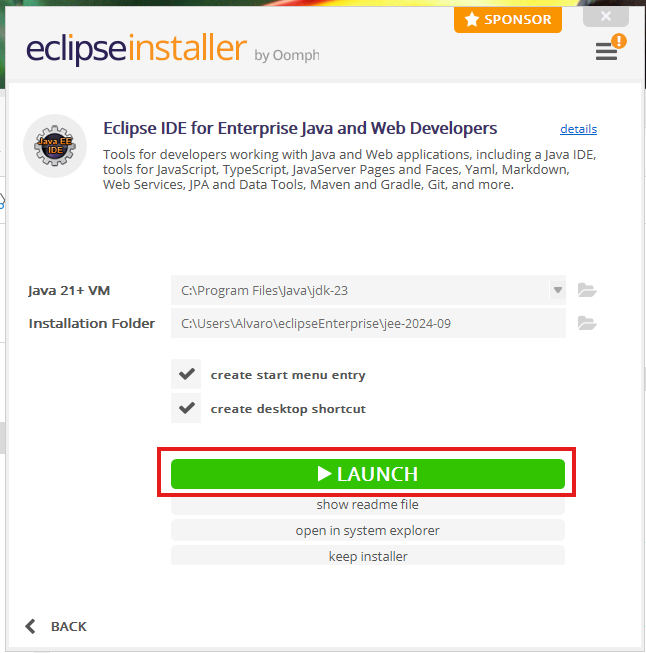 SPONSOR
eclipseinstaller by Oomph
!
Java EE
IDE
Eclipse IDE for Enterprise Java and Web Developers details
Tools for developers working with Java and Web applications, including a Java IDE,
tools for JavaScript, TypeScript, JavaServer Pages and Faces, Yaml, Markdown,
Web Services, JPA and Data Tools, Maven and Gradle, Git, and more.
Java 21+ VM C:\Program Files\Java\jdk-23
Installation Folder C:\Users\Alvaro\eclipseEnterprise\jee-2024-09
create start menu entry
create desktop shortcut
LAUNCH
show readme file
open in system explorer
keep installer
BACK